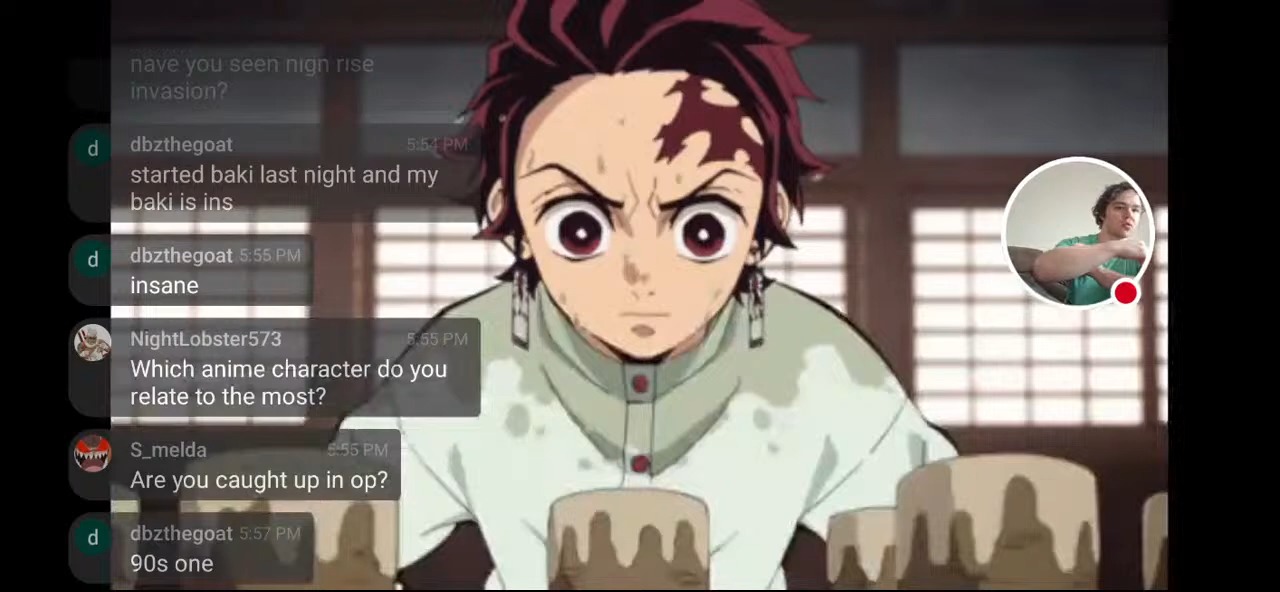 have you seen high rise
invasion?
d
dbzthegoat 5:54 PM
started baki last night and my
baki is ins
d
dbzthegoat 5:55 PM
insane
NightLobster573 5:55 PM
Which anime character do you
relate to the most?
S_melda 5:55 PM
Are you caught up in op?
d
dbzthegoat 5:57 PM
90s one